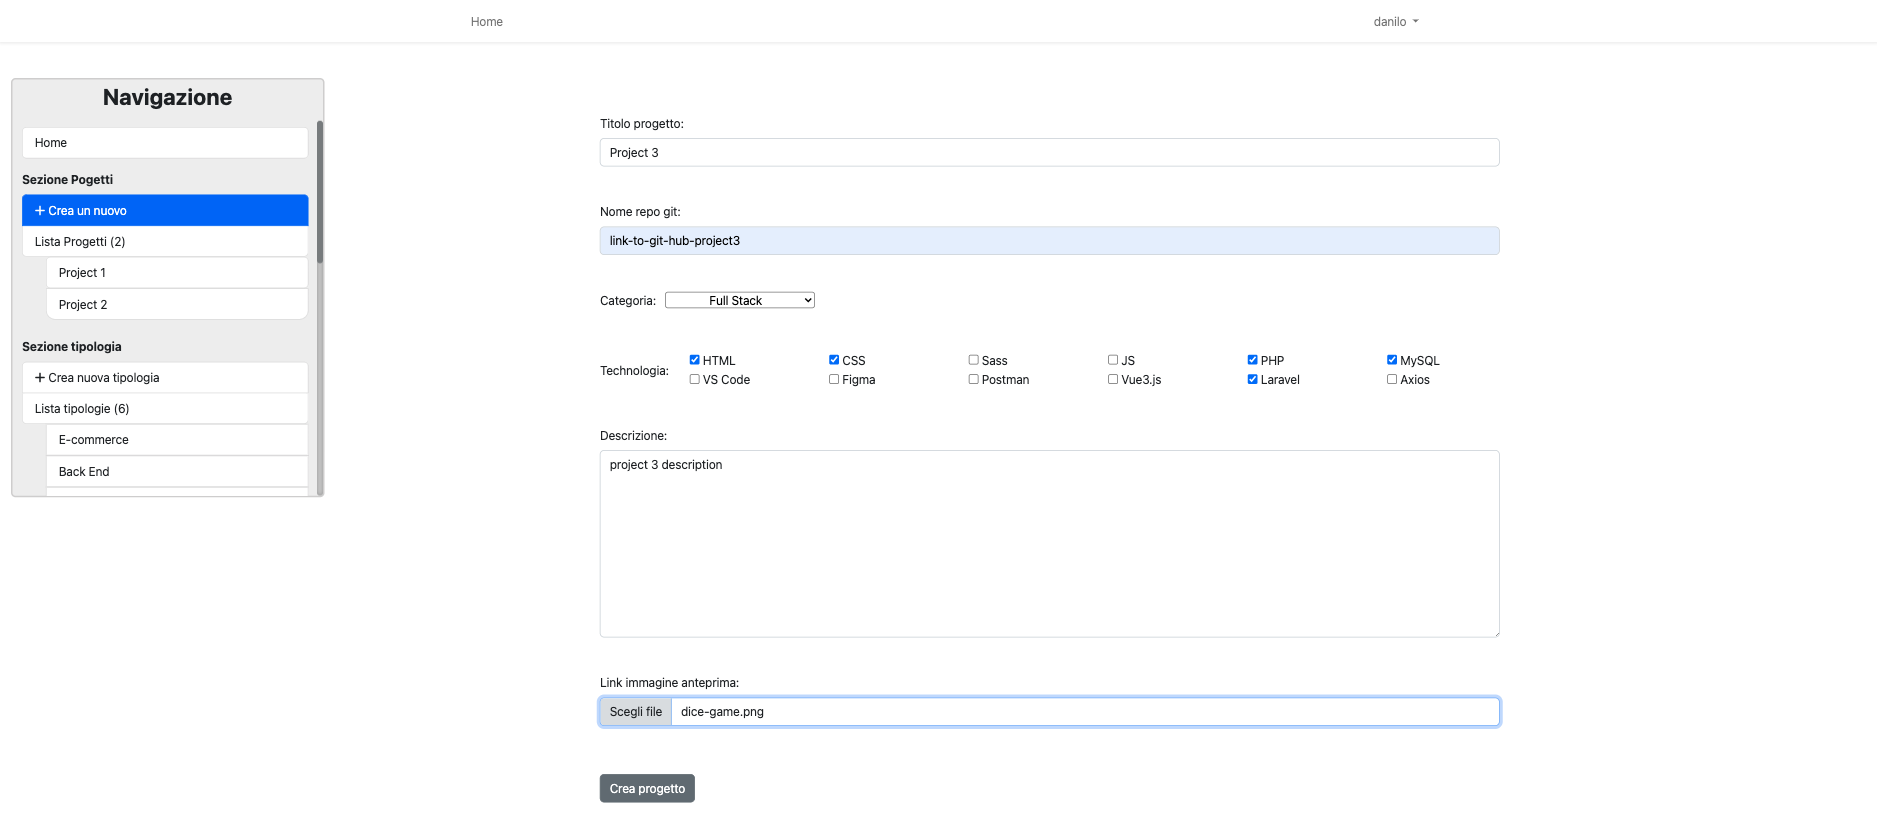 Home
danilo
Navigazione
Home
Sezione Pogetti
+ Crea un nuovo
Lista Progetti (2)
Project 1
Project 2
Sezione tipologia
+ Crea nuova tipologia
Lista tipologie (6)
E-commerce
Back End
Titolo progetto:
Project 3
Nome repo git:
link-to-git-hub-project3
Categoria: Full Stack
Technologia:
HTML CSS Sass JS PHP MySQL
VS Code Figma Postman Vue3.js Laravel Axios
Descrizione:
project 3 description
Link immagine anteprima:
Scegli file dice-game.png
Crea progetto